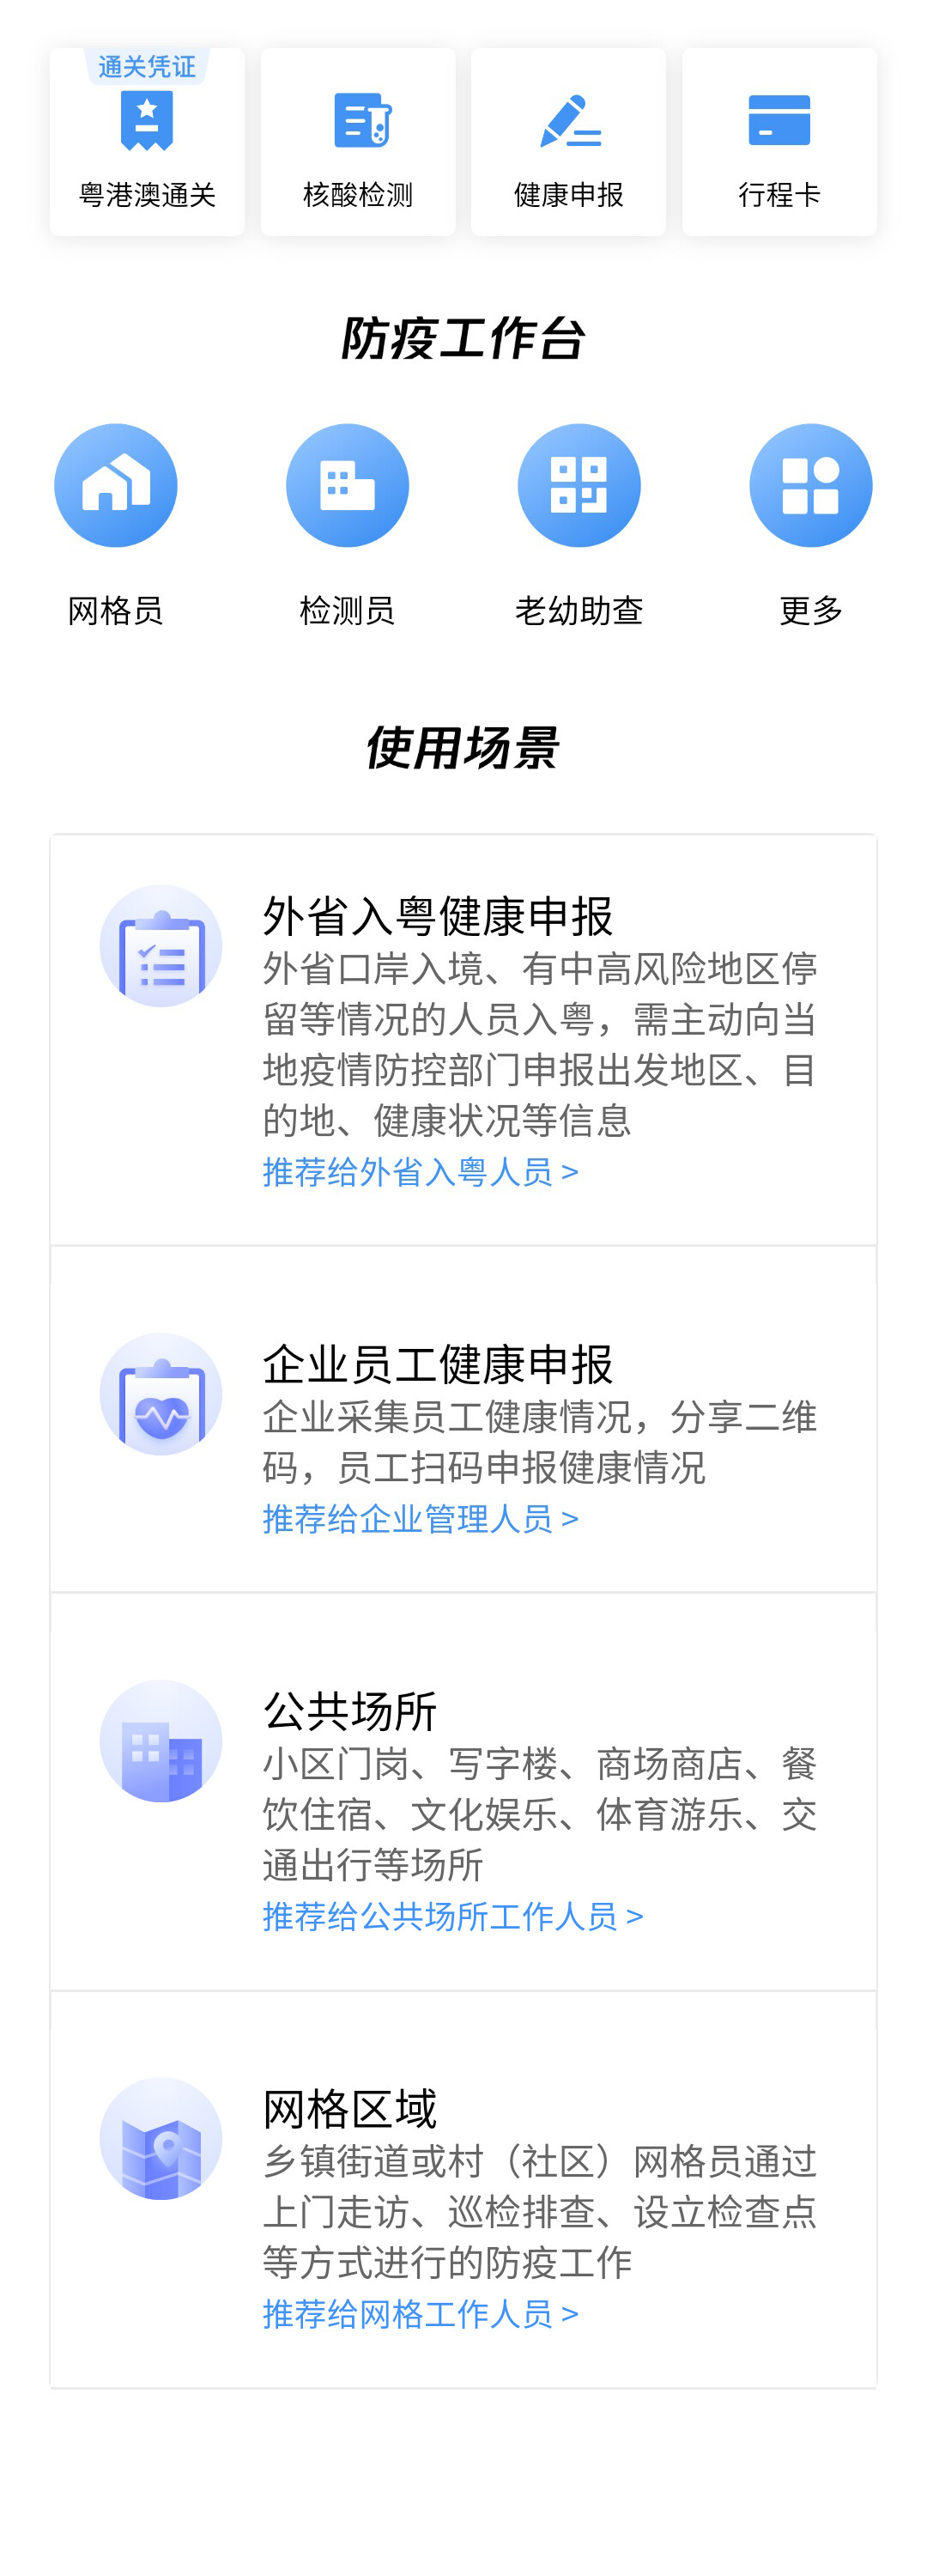 通关凭证
粤港澳通关
核酸检测
健康申报
行程卡
防疫工作台
网格员
检测员
老幼助查
更多
使用场景
外省入粤健康申报
外省口岸入境、有中高风险地区停
留等情况的人员入粤，需主动向当
地疫情防控部门申报出发地区、目
的地、健康状况等信息
推荐给外省入粤人员 >
企业员工健康申报
企业采集员工健康情况，分享二维
码，员工扫码申报健康情况
推荐给企业管理人员 >
公共场所
小区门岗、写字楼、商场商店、餐
饮住宿、文化娱乐、体育游乐、交
通出行等场所
推荐给公共场所工作人员 >
网格区域
乡镇街道或村（社区）网格员通过
上门走访、巡检排查、设立检查点
等方式进行的防疫工作
推荐给网格工作人员 >